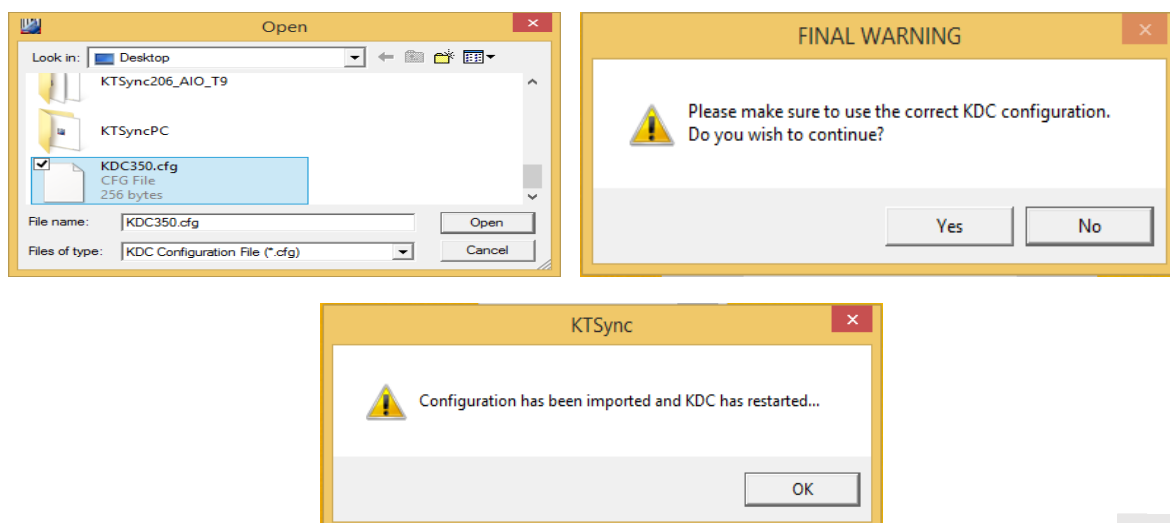 Open
Look in: Desktop
KTSync206_AIO_T9
KTSyncPC
KDC350.cfg
CFG File
256 bytes
File name: KDC350.cfg Open
Files of type: KDC Configuration File (*.cfg) Cancel
FINAL WARNING
Please make sure to use the correct KDC configuration.
Do you wish to continue?
Yes No
KTSync
Configuration has been imported and KDC has restarted...
OK